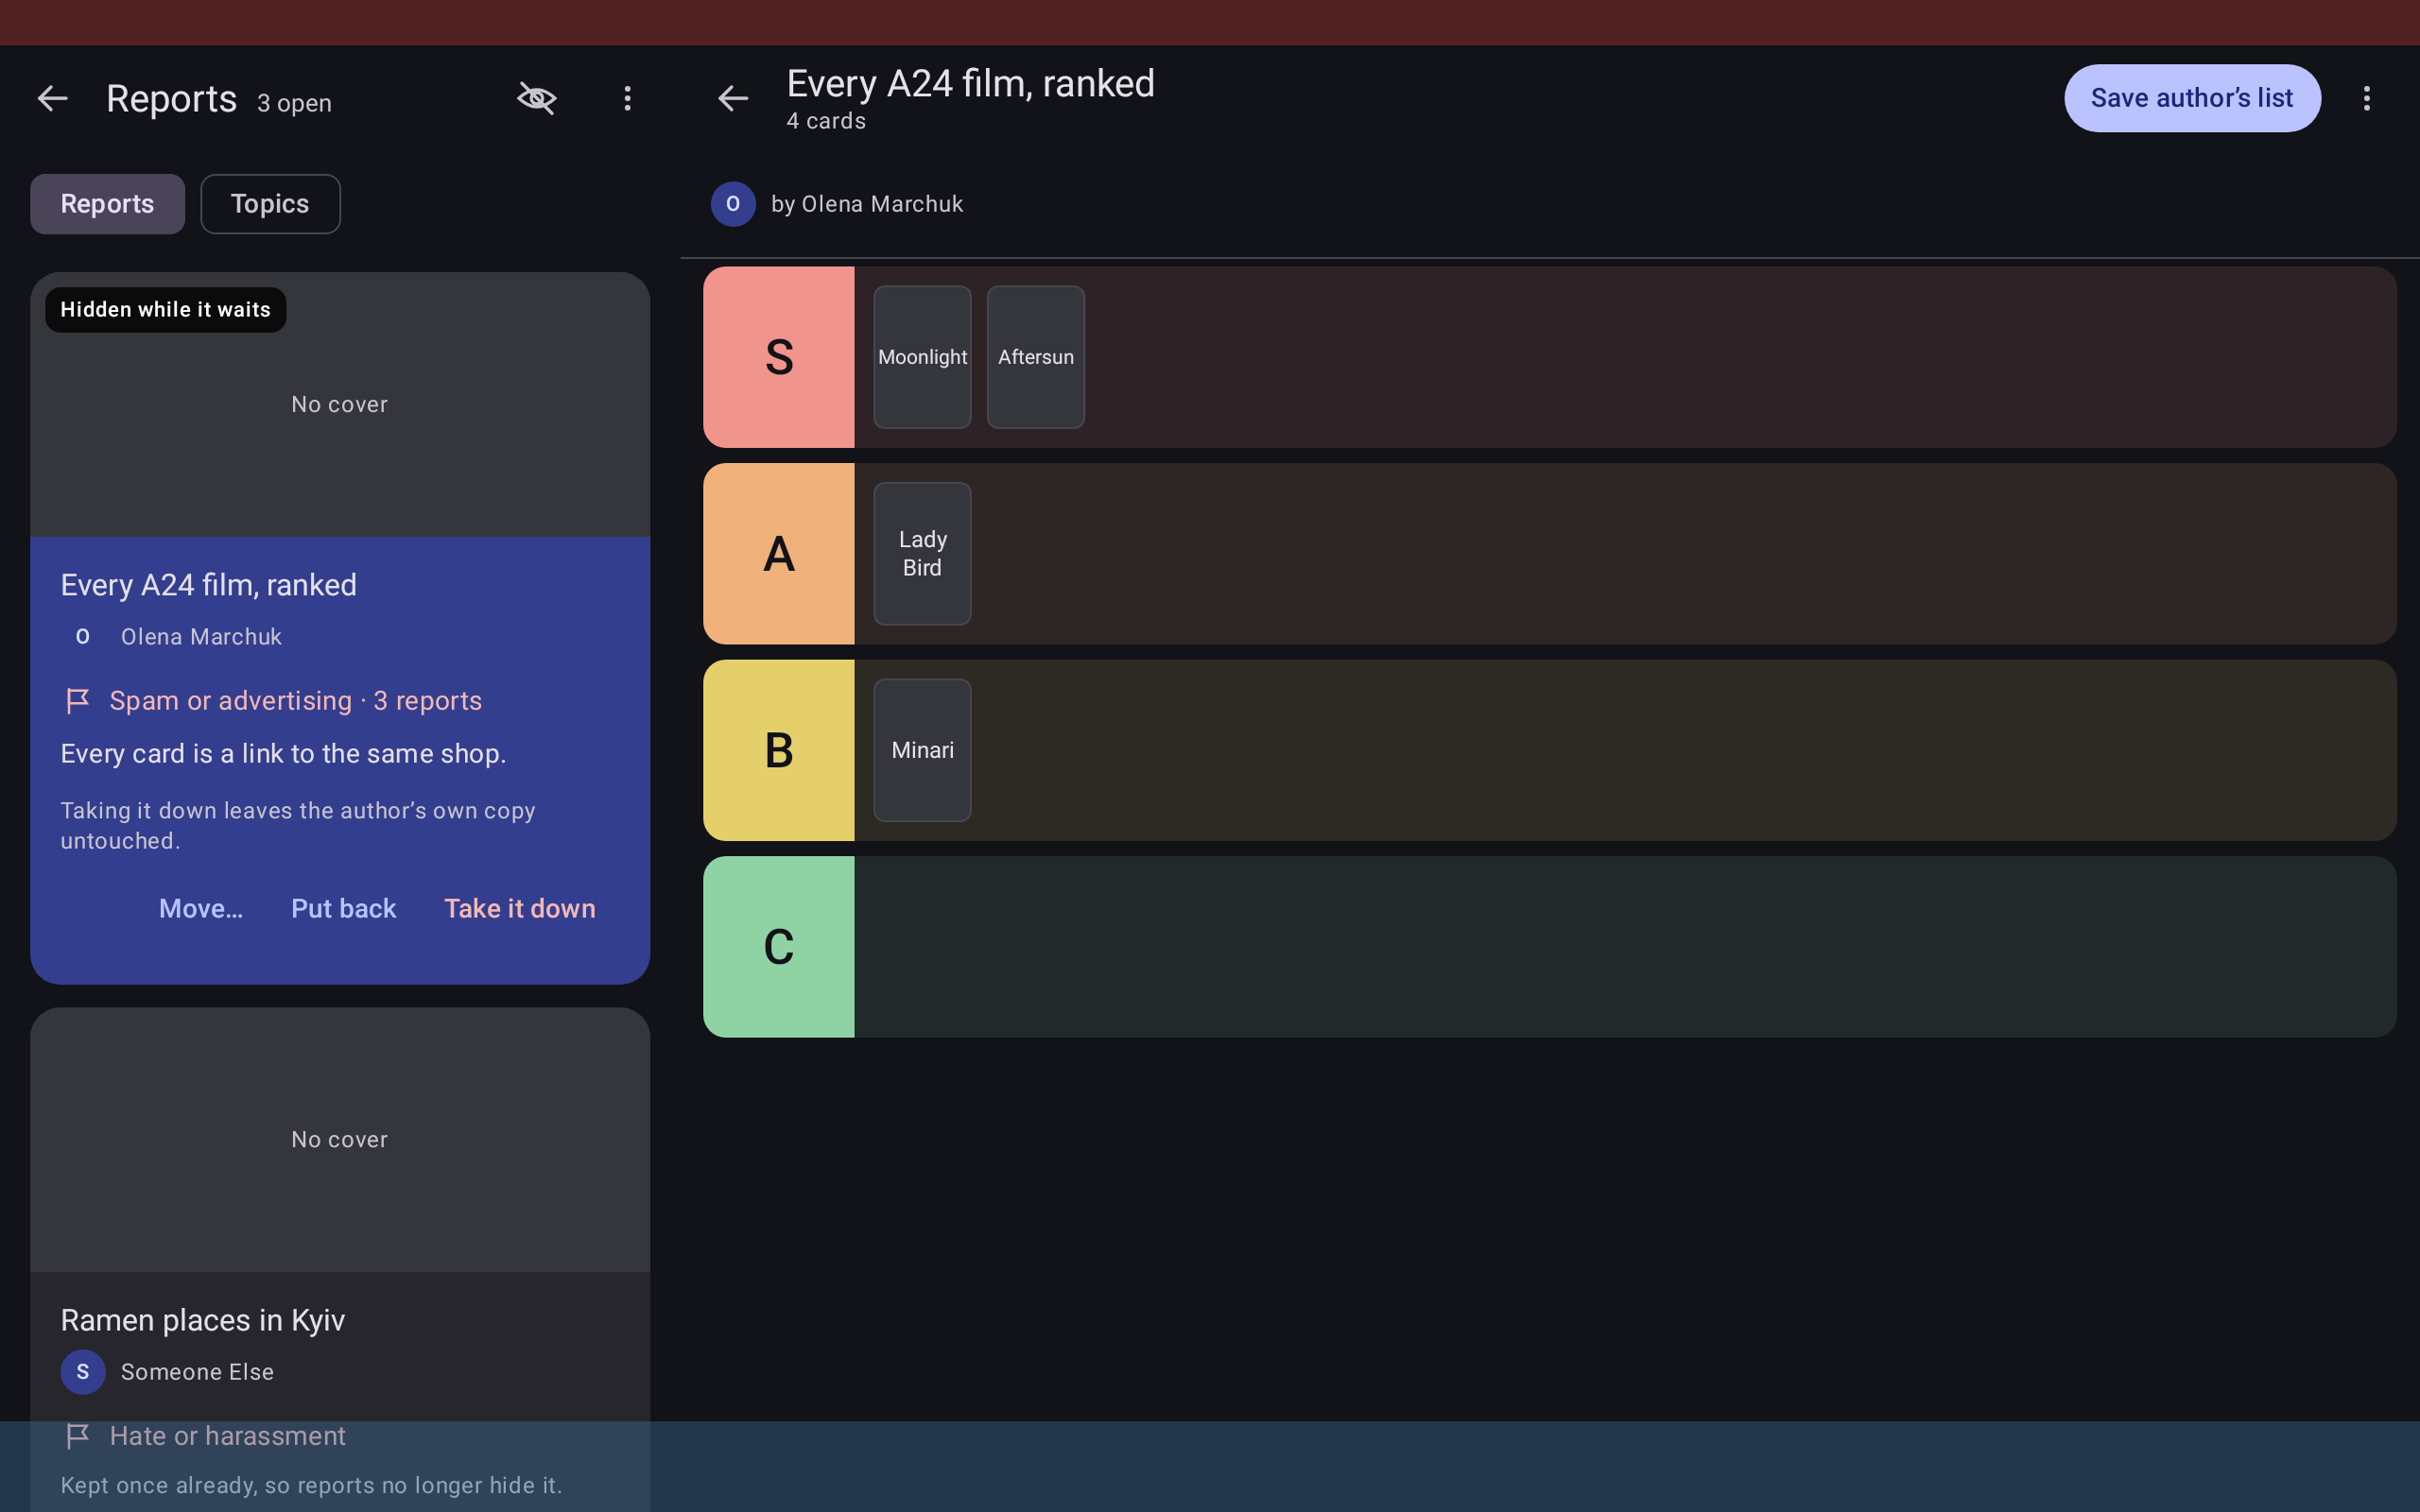 Reports 3 open
Reports
Topics
Hidden while it waits
No cover
Every A24 film, ranked
O Olena Marchuk
Spam or advertising · 3 reports
Every card is a link to the same shop.
Taking it down leaves the author’s own copy
untouched.
Move… Put back Take it down
No cover
Ramen places in Kyiv
S Someone Else
Hate or harassment
Kept once already, so reports no longer hide it.
Every A24 film, ranked
4 cards
Save author’s list
O by Olena Marchuk
S
Moonlight
Aftersun
A
Lady
Bird
B
Minari
C